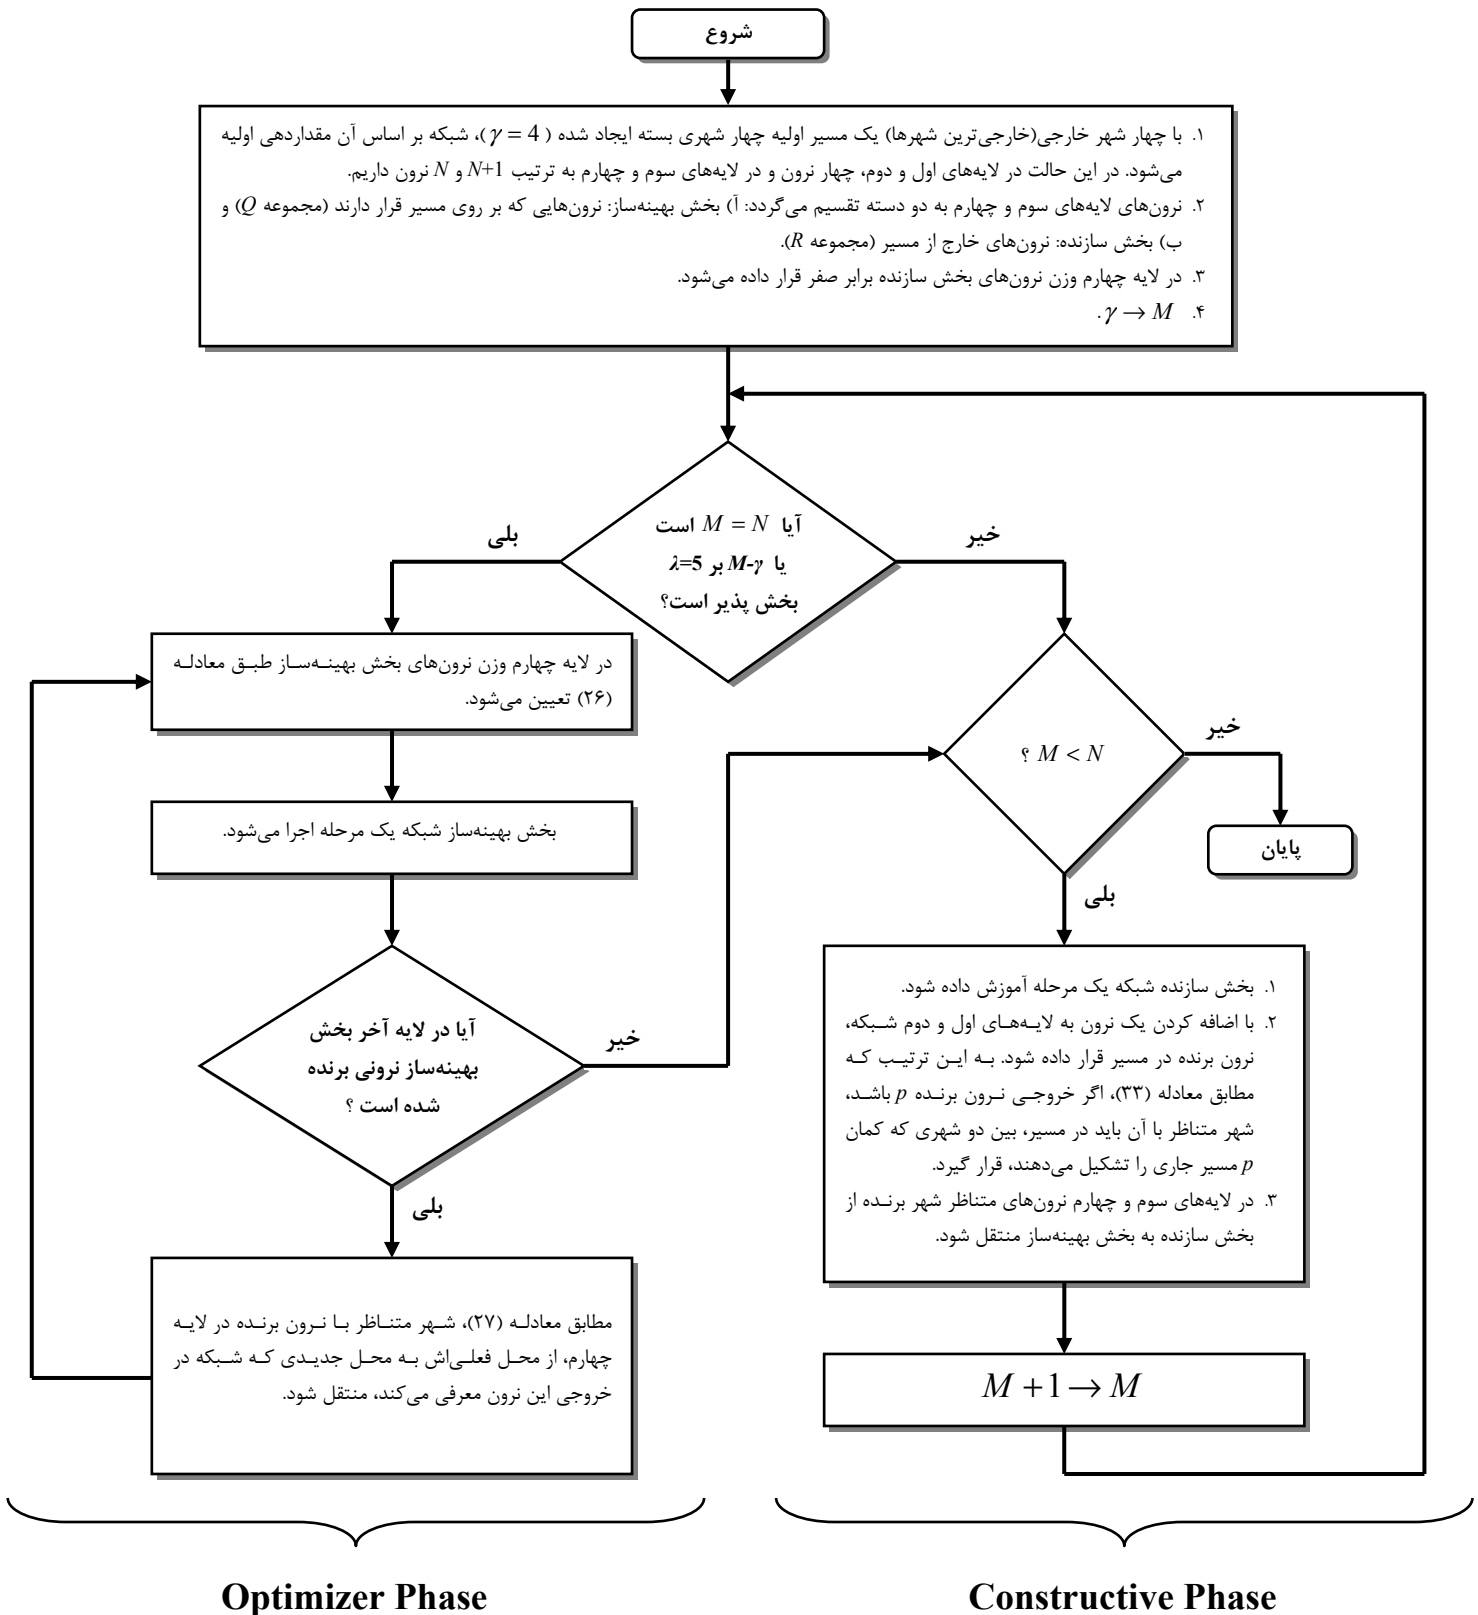 شروع
۱. با چهار شهر خارجی(خارجی‌ترین شهرها) یک مسیر اولیه چهار شهری بسته ایجاد شده ( γ = 4 )، شبکه بر اساس آن مقداردهی اولیه
می‌شود. در این حالت در لایه‌های اول و دوم، چهار نرون و در لایه‌های سوم و چهارم به ترتیب N+1 و N نرون داریم.
۲. نرون‌های لایه‌های سوم و چهارم به دو دسته تقسیم می‌گردد: آ) بخش بهینه‌ساز: نرون‌هایی که بر روی مسیر قرار دارند (مجموعه Q) و
ب) بخش سازنده: نرون‌های خارج از مسیر (مجموعه R).
۳. در لایه چهارم وزن نرون‌های بخش سازنده برابر صفر قرار داده می‌شود.
۴. γ → M .
آیا M = N است
یا M-γ بر λ=5
بخش پذیر است؟
بلی
خیر
در لایه چهارم وزن نرون‌های بخش بهینه‌ساز طبق معادله
(۲۶) تعیین می‌شود.
بخش بهینه‌ساز شبکه یک مرحله اجرا می‌شود.
آیا در لایه آخر بخش
بهینه‌ساز نرونی برنده
شده است ؟
خیر
بلی
مطابق معادله (۲۷)، شهر متناظر با نرون برنده در لایه
چهارم، از محل فعلی‌اش به محل جدیدی که شبکه در
خروجی این نرون معرفی می‌کند، منتقل شود.
M < N ؟
خیر
پایان
بلی
۱. بخش سازنده شبکه یک مرحله آموزش داده شود.
۲. با اضافه کردن یک نرون به لایه‌های اول و دوم شبکه،
نرون برنده در مسیر قرار داده شود. به این ترتیب که
مطابق معادله (۳۳)، اگر خروجی نرون برنده p باشد،
شهر متناظر با آن باید در مسیر، بین دو شهری که کمان
p مسیر جاری را تشکیل می‌دهند، قرار گیرد.
۳. در لایه‌های سوم و چهارم نرون‌های متناظر شهر برنده از
بخش سازنده به بخش بهینه‌ساز منتقل شود.
M + 1 → M
Optimizer Phase
Constructive Phase